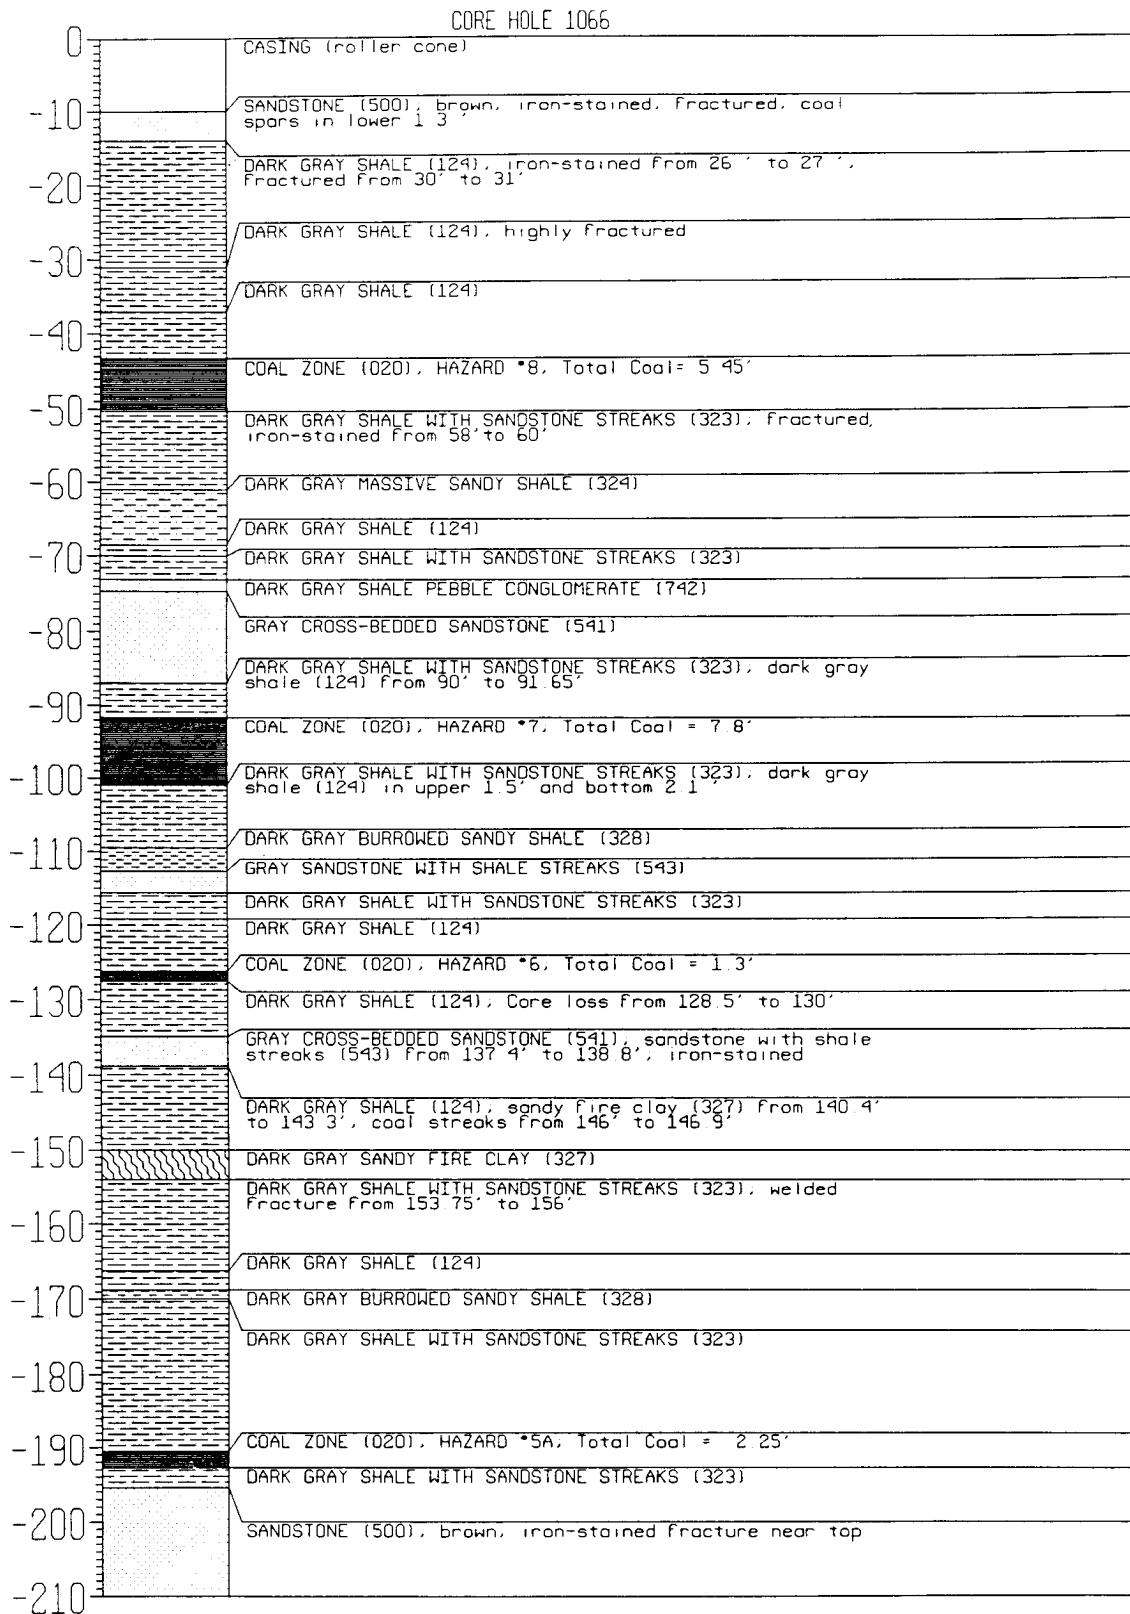 CORE HOLE 1066
0
CASING (roller cone)
-10
SANDSTONE (500), brown, iron-stained, fractured, coal
spars in lower 1 3 '
-20
DARK GRAY SHALE (124), iron-stained from 26 ' to 27 ',
fractured from 30' to 31'
-30
DARK GRAY SHALE (124), highly fractured
DARK GRAY SHALE (124)
-40
COAL ZONE (020), HAZARD *8, Total Coal= 5 45'
-50
DARK GRAY SHALE WITH SANDSTONE STREAKS (323), fractured,
iron-stained from 58' to 60'
-60
DARK GRAY MASSIVE SANDY SHALE (324)
DARK GRAY SHALE (124)
-70
DARK GRAY SHALE WITH SANDSTONE STREAKS (323)
DARK GRAY SHALE PEBBLE CONGLOMERATE (742)
-80
GRAY CROSS-BEDDED SANDSTONE (541)
DARK GRAY SHALE WITH SANDSTONE STREAKS (323), dark gray
shale (124) from 90' to 91.65'
-90
COAL ZONE (020), HAZARD *7, Total Coal = 7 8'
-100
DARK GRAY SHALE WITH SANDSTONE STREAKS (323), dark gray
shale (124) in upper 1.5' and bottom 2.1 '
DARK GRAY BURROWED SANDY SHALE (328)
-110
GRAY SANDSTONE WITH SHALE STREAKS (543)
DARK GRAY SHALE WITH SANDSTONE STREAKS (323)
-120
DARK GRAY SHALE (124)
COAL ZONE (020), HAZARD *6, Total Coal = 1.3'
-130
DARK GRAY SHALE (124), Core loss from 128.5' to 130'
GRAY CROSS-BEDDED SANDSTONE (541), sandstone with shale
streaks (543) from 137 4' to 138 8', iron-stained
-140
DARK GRAY SHALE (124), sandy fire clay (327) from 140.4'
to 143 3', coal streaks from 146' to 146 9'
-150
DARK GRAY SANDY FIRE CLAY (327)
DARK GRAY SHALE WITH SANDSTONE STREAKS (323), welded
fracture from 153.75' to 156'
-160
DARK GRAY SHALE (124)
-170
DARK GRAY BURROWED SANDY SHALE (328)
DARK GRAY SHALE WITH SANDSTONE STREAKS (323)
-180
-190
COAL ZONE (020), HAZARD *5A, Total Coal = 2.25'
DARK GRAY SHALE WITH SANDSTONE STREAKS (323)
-200
SANDSTONE (500), brown, iron-stained fracture near top
-210